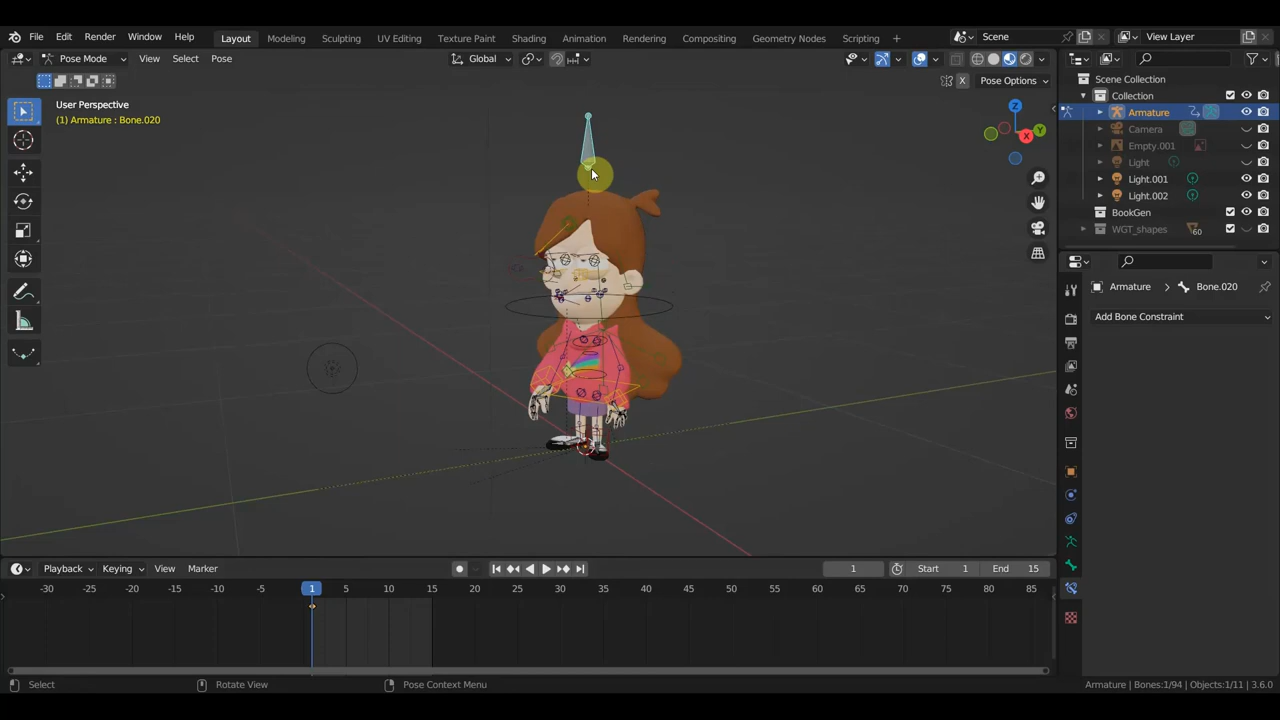 File Edit Render Window Help Layout Modeling Sculpting UV Editing Texture Paint Shading Animation Rendering Compositing Geometry Nodes Scripting + Scene View Layer
Pose Mode View Select Pose Global
X Pose Options
User Perspective
(1) Armature : Bone.020
Z
Y
X
Scene Collection
Collection
Armature
Camera
Empty.001
Light
Light.001
Light.002
BookGen
WGT_shapes 60
Armature > Bone.020
Add Bone Constraint
Playback Keying View Marker 1 Start 1 End 15
-30 -25 -20 -15 -10 -5 1 5 10 15 20 25 30 35 40 45 50 55 60 65 70 75 80 85
Select Rotate View Pose Context Menu Armature | Bones:1/94 | Objects:1/11 | 3.6.0